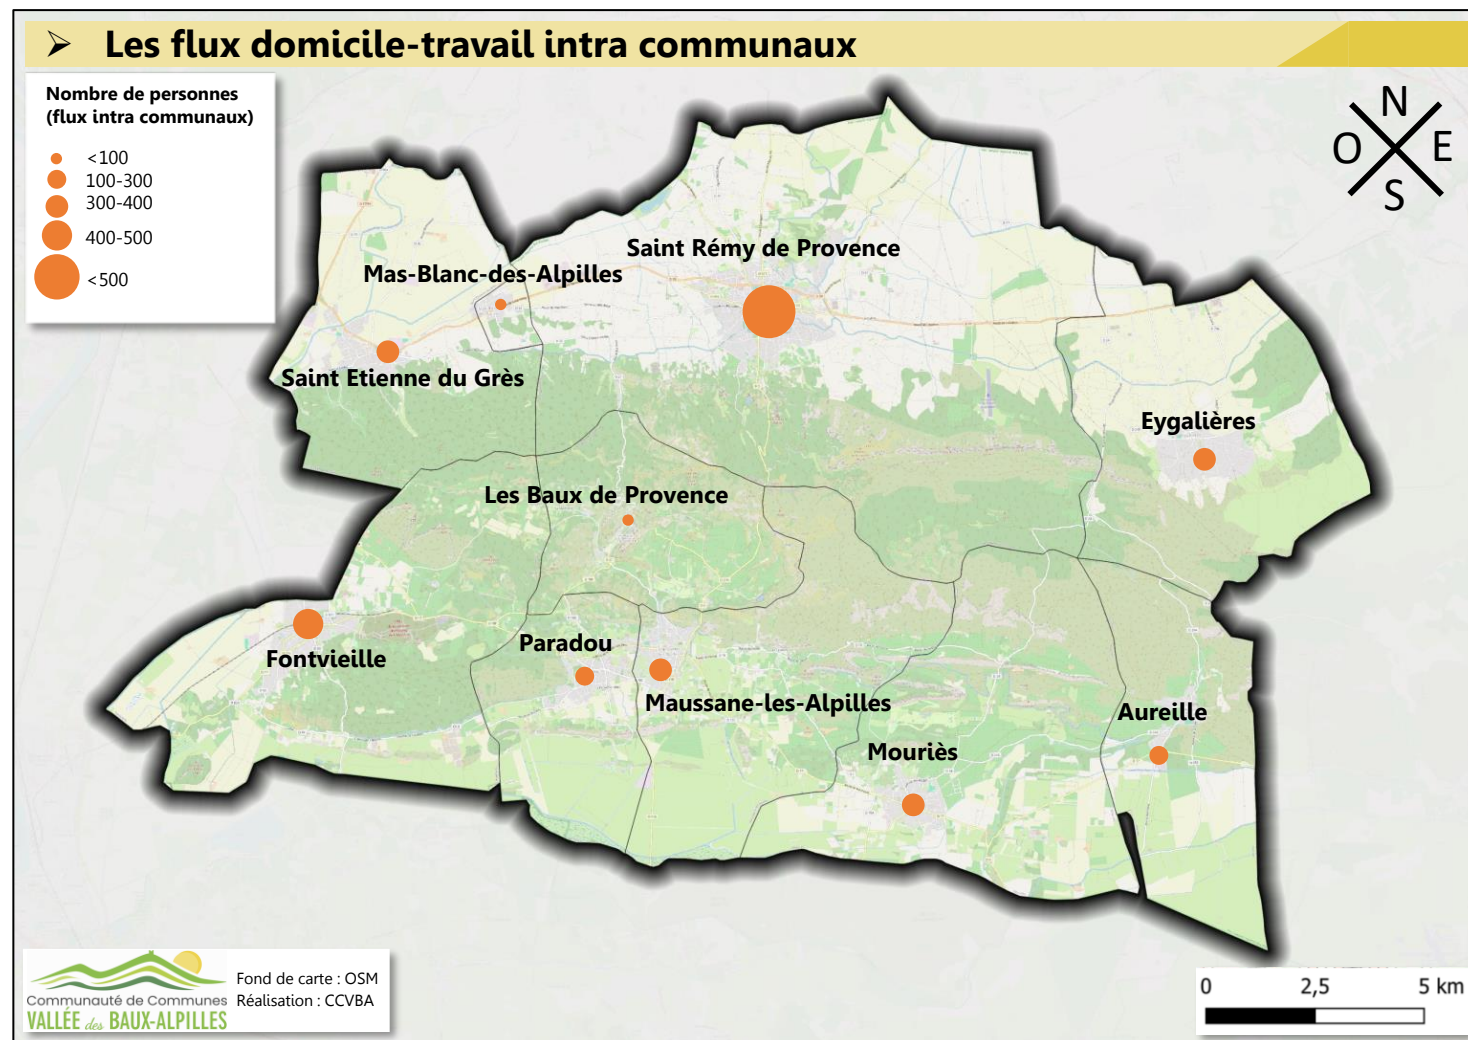 ➢ Les flux domicile-travail intra communaux
Nombre de personnes
(flux intra communaux)
<100
100-300
300-400
400-500
<500
N
O E
S
Saint Rémy de Provence
Mas-Blanc-des-Alpilles
Saint Etienne du Grès
Eygalières
Les Baux de Provence
Paradou
Fontvieille
Maussane-les-Alpilles
Aureille
Mouriès
Communauté de Communes
VALLÉE des BAUX-ALPILLES
Fond de carte : OSM
Réalisation : CCVBA
0 2,5 5 km